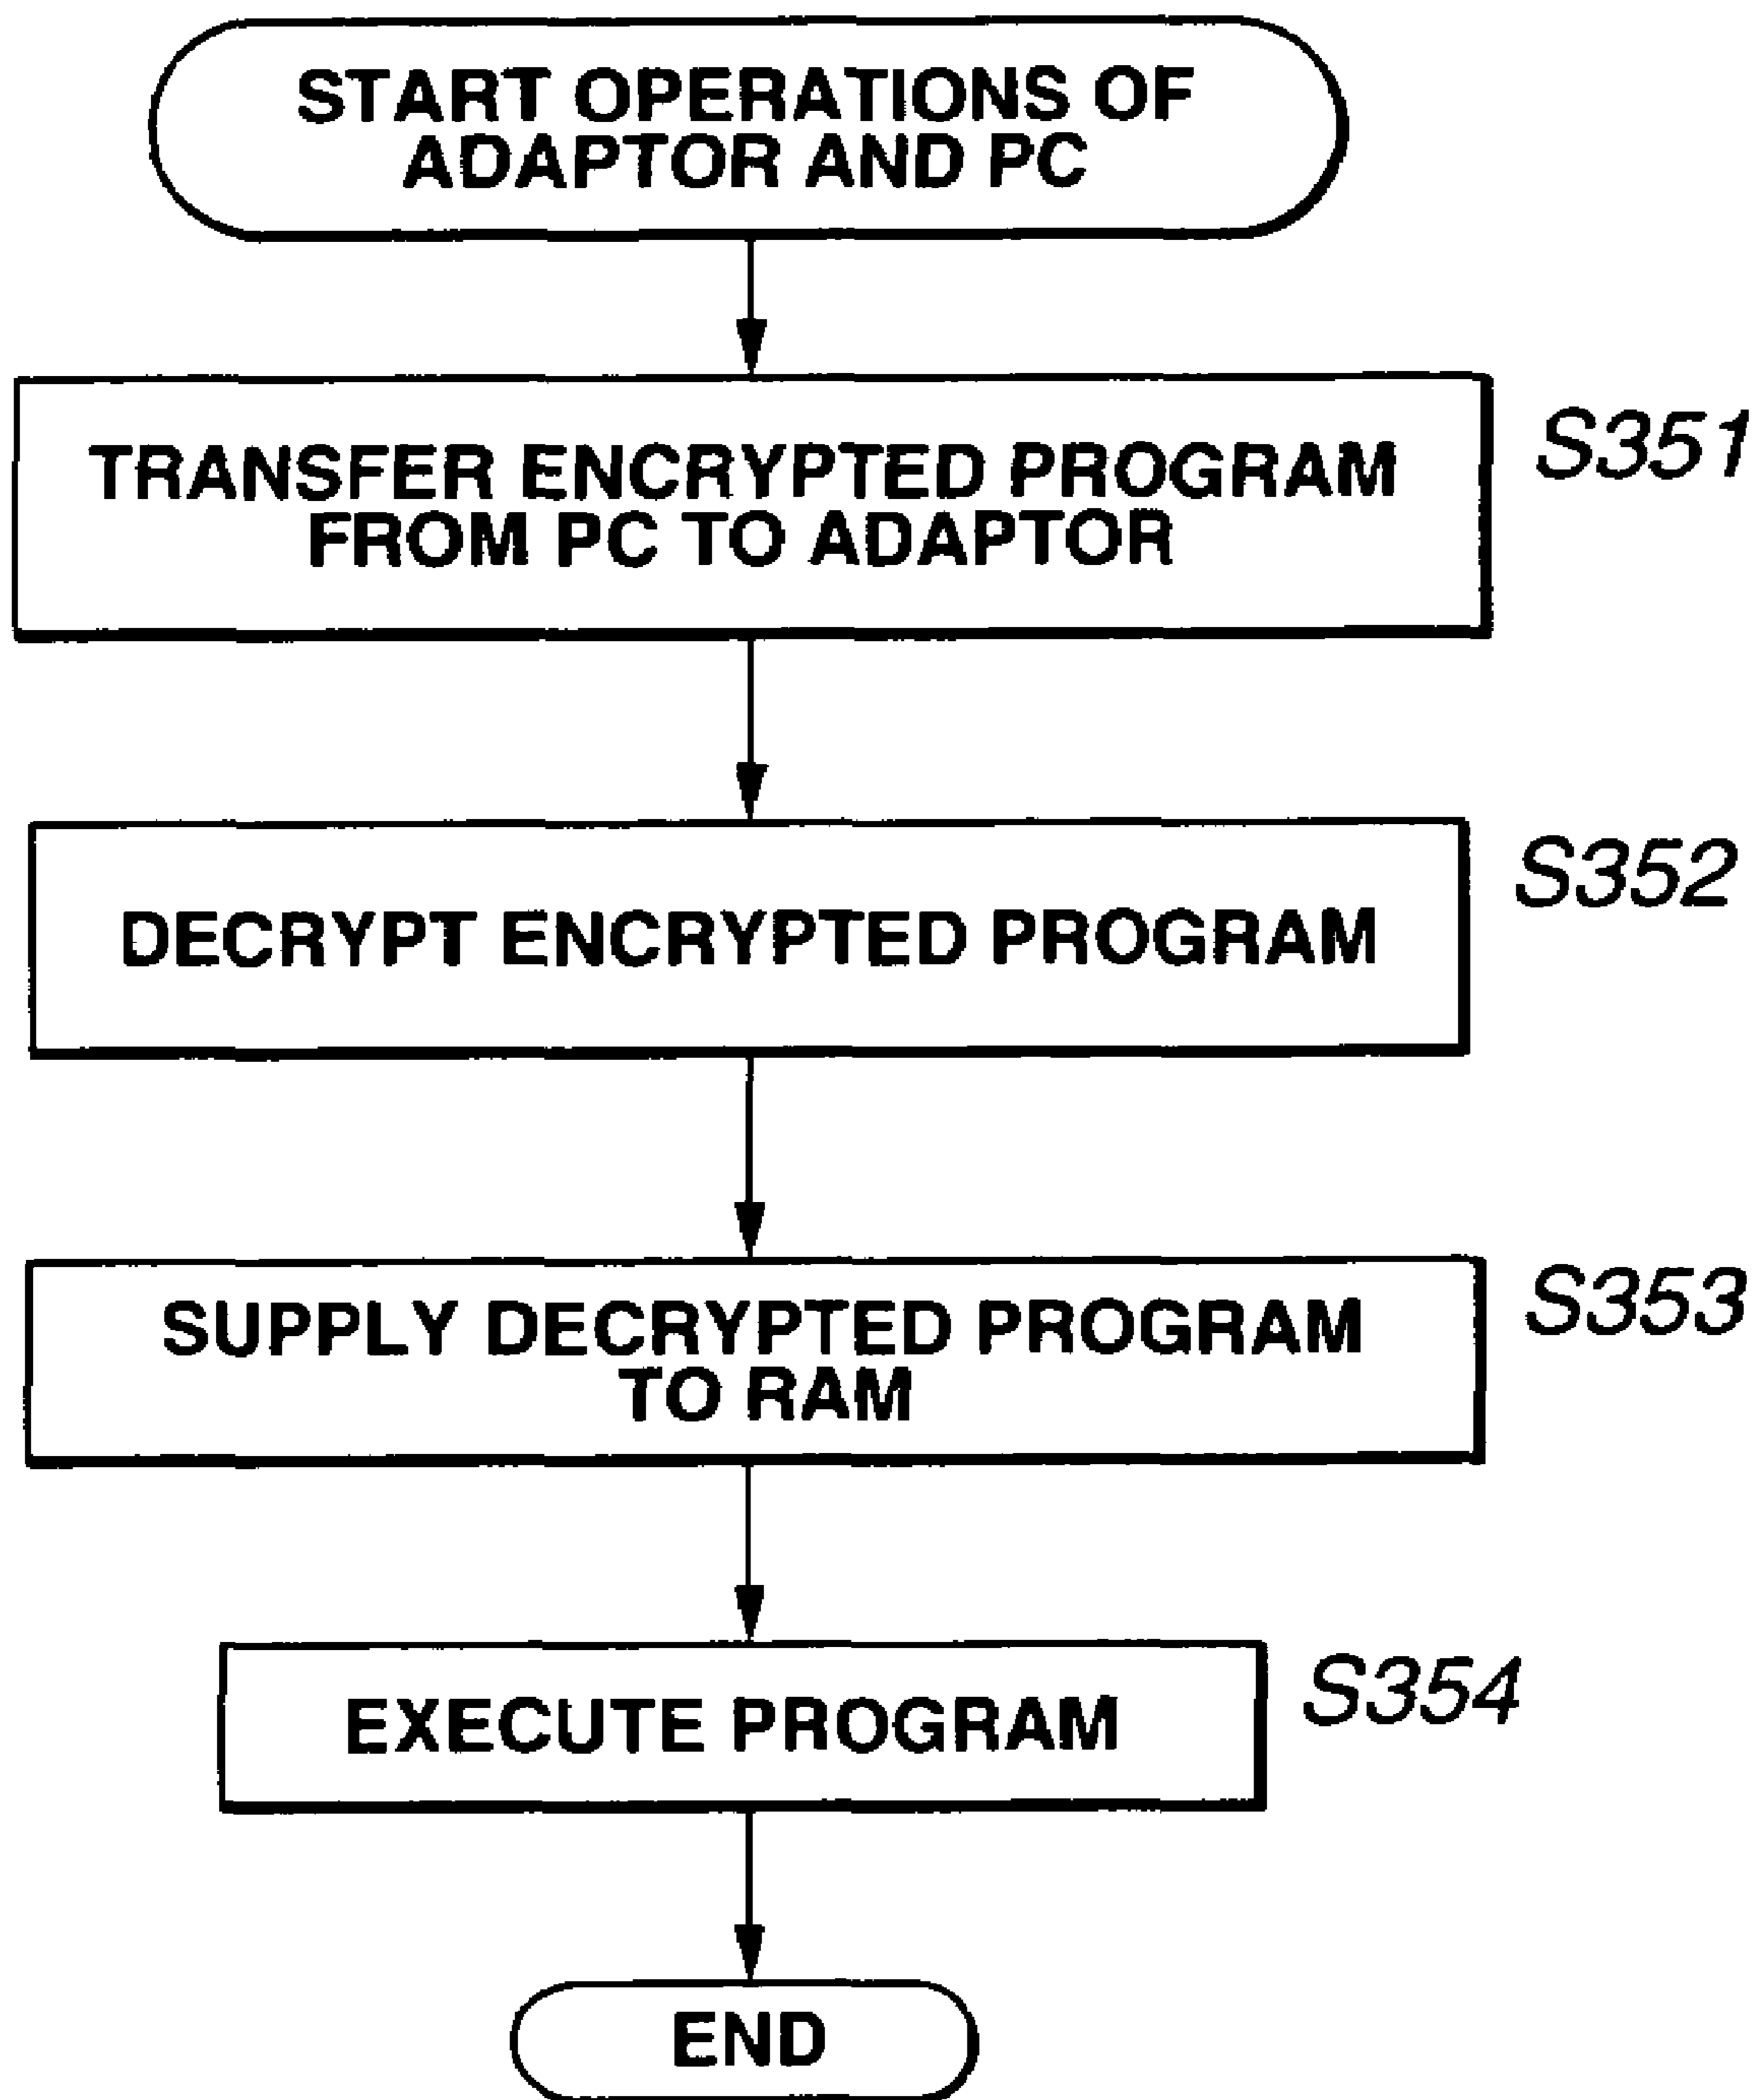 START OPERATIONS OF
ADAPTOR AND PC
TRANSFER ENCRYPTED PROGRAM
FROM PC TO ADAPTOR
S351
DECRYPT ENCRYPTED PROGRAM
S352
SUPPLY DECRYPTED PROGRAM
TO RAM
S353
EXECUTE PROGRAM
S354
END